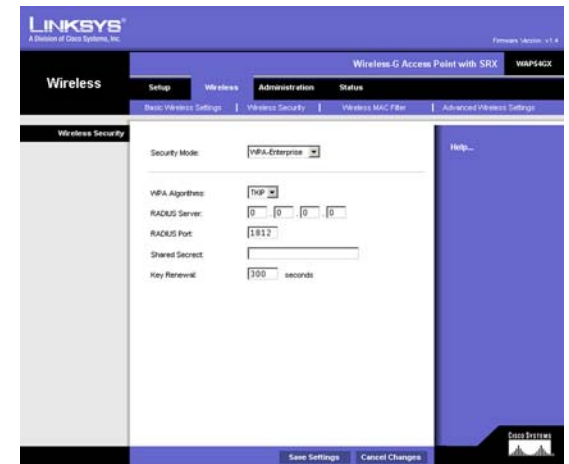 LINKSYS®
A Division of Cisco Systems, Inc.
Firmware Version: v1.4
Wireless-G Access Point with SRX WAP54GX
Wireless
Setup Wireless Administration Status
Basic Wireless Settings | Wireless Security | Wireless MAC Filter | Advanced Wireless Settings
Wireless Security
Help...
Security Mode: WPA-Enterprise
WPA Algorithms: TKIP
RADIUS Server: 0 . 0 . 0 . 0
RADIUS Port: 1812
Shared Secrect:
Key Renewal: 300 seconds
CISCO SYSTEMS
Save Settings Cancel Changes